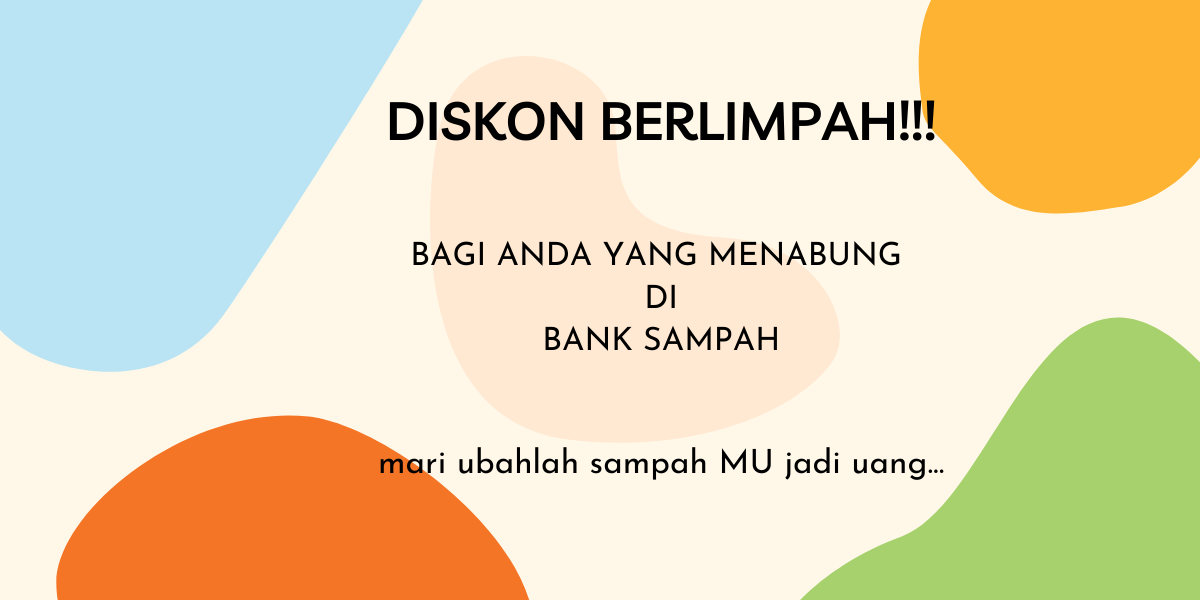 DISKON BERLIMPAH!!!
BAGI ANDA YANG MENABUNG
DI
BANK SAMPAH
mari ubahlah sampah MU jadi uang...